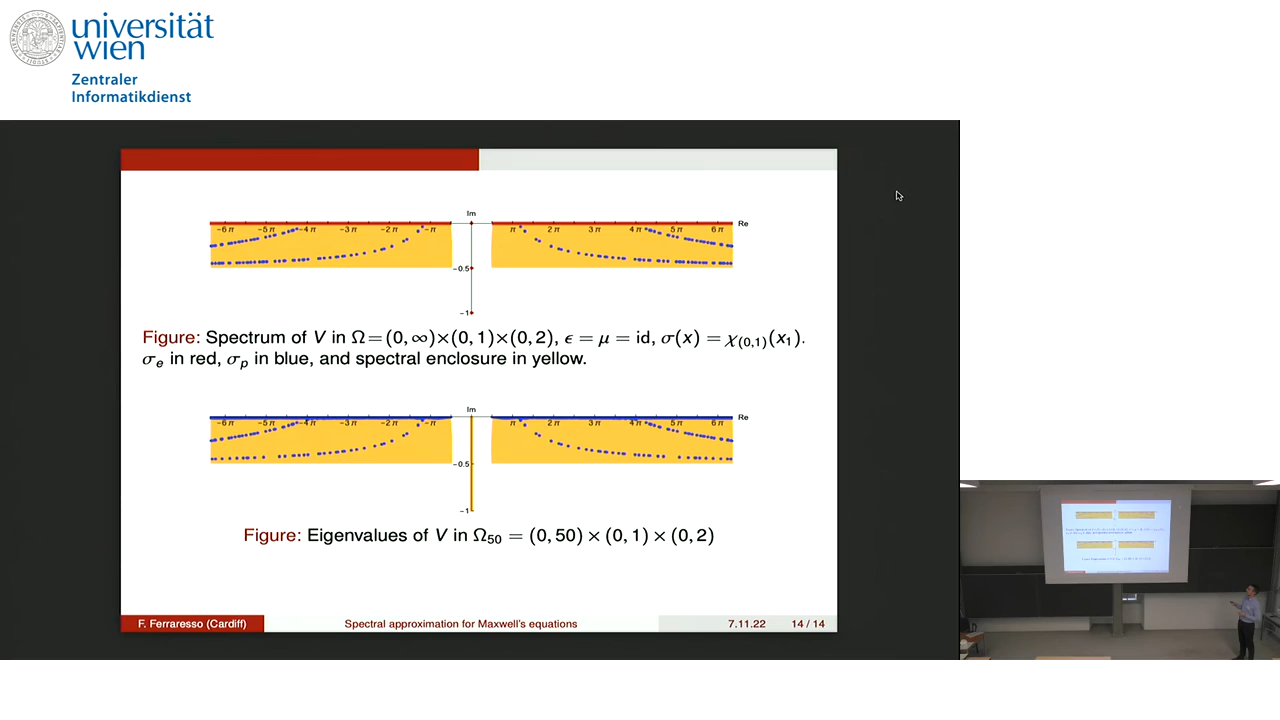 universität
wien
Zentraler
Informatikdienst
Im
Re
−6π −5π −4π −3π −2π −π π 2π 3π 4π 5π 6π
−0.5
−1
Figure: Spectrum of V in Ω=(0,∞)×(0,1)×(0,2), ϵ = μ = id, σ(x) = χ(0,1)(x1).
σe in red, σp in blue, and spectral enclosure in yellow.
Im
Re
−6π −5π −4π −3π −2π −π π 2π 3π 4π 5π 6π
−0.5
−1
Figure: Eigenvalues of V in Ω50 = (0,50) × (0,1) × (0,2)
F. Ferraresso (Cardiff) Spectral approximation for Maxwell's equations 7.11.22 14 / 14